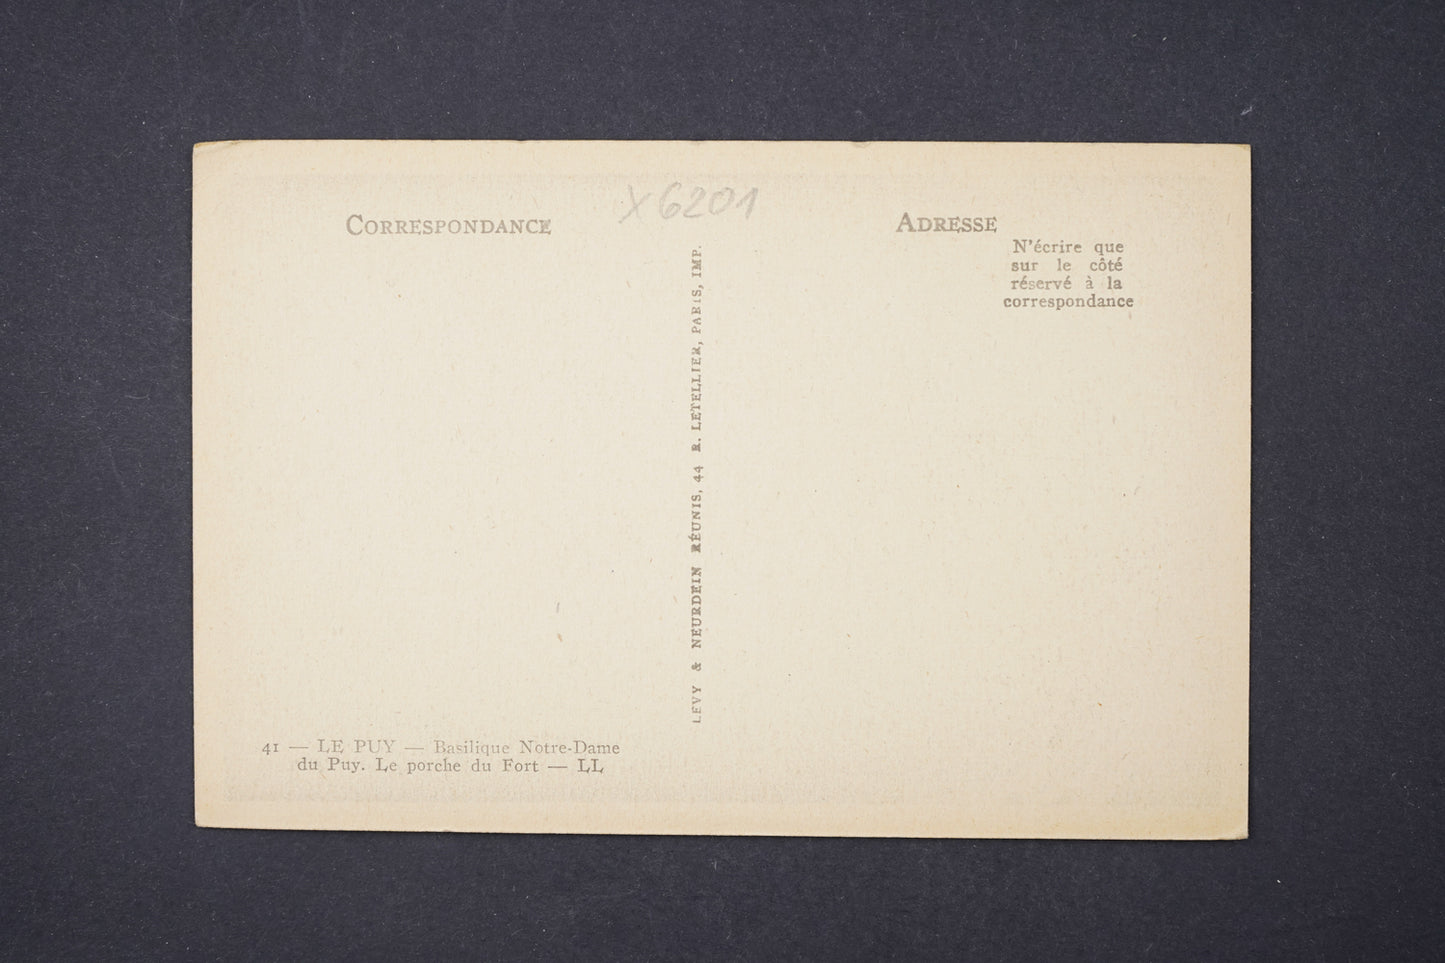 X6201
CORRESPONDANCE
ADRESSE
N'écrire que
sur le côté
réservé à la
correspondance
LEVY & NEURDEIN RÉUNIS, 44 R. LETELLIER, PARIS, IMP.
41 — LE PUY — Basilique Notre-Dame
du Puy. Le porche du Fort — LL